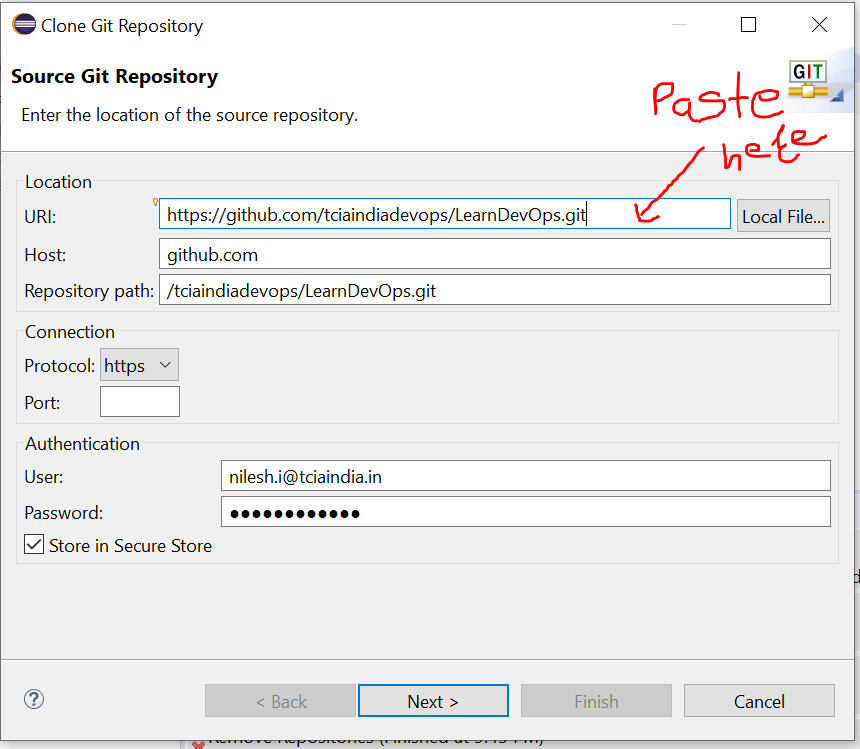 Clone Git Repository
Source Git Repository
GIT
Enter the location of the source repository.
Paste
here
Location
URI: https://github.com/tciaindiadevops/LearnDevOps.git Local File...
Host: github.com
Repository path: /tciaindiadevops/LearnDevOps.git
Connection
Protocol: https
Port:
Authentication
User: nilesh.i@tciaindia.in
Password: ●●●●●●●●●●●●
Store in Secure Store
? < Back Next > Finish Cancel